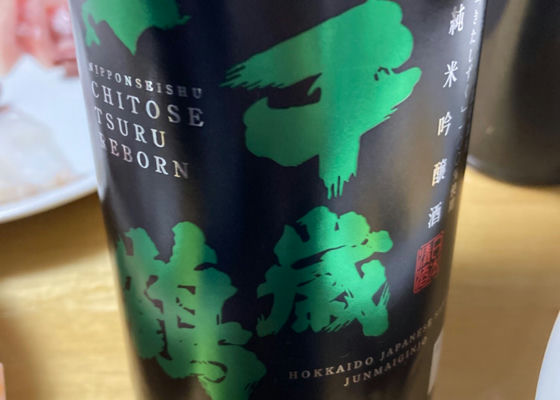 千歳
鶴
NIPPONSEISHU
CHITOSE
TSURU
REBORN
純米吟醸酒
HOKKAIDO JAPANESE
JUNMAIGINJO